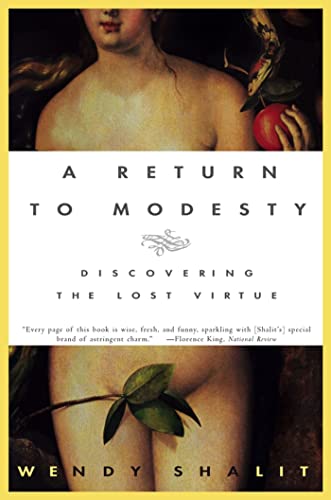 A RETURN
TO MODESTY
DISCOVERING
THE LOST VIRTUE
"Every page of this book is wise, fresh, and funny, sparkling with [Shalit's] special
brand of astringent charm." —Florence King, National Review
WENDY SHALIT